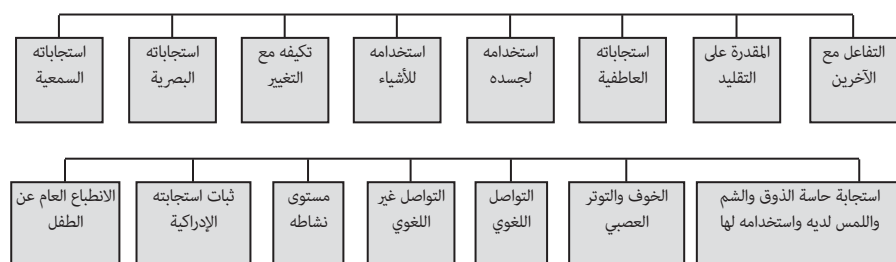 التفاعل مع
الآخرين
المقدرة على
التقليد
استجاباته
العاطفية
استخدامه
لجسده
استخدامه
للأشياء
تكيفه مع
التغيير
استجاباته
البصرية
استجاباته
السمعية
استجابة حاسة الذوق والشم
واللمس لديه واستخدامه لها
الخوف والتوتر
العصبي
التواصل
اللغوي
التواصل غير
اللغوي
مستوى
نشاطه
ثبات استجابته
الإدراكية
الانطباع العام عن
الطفل